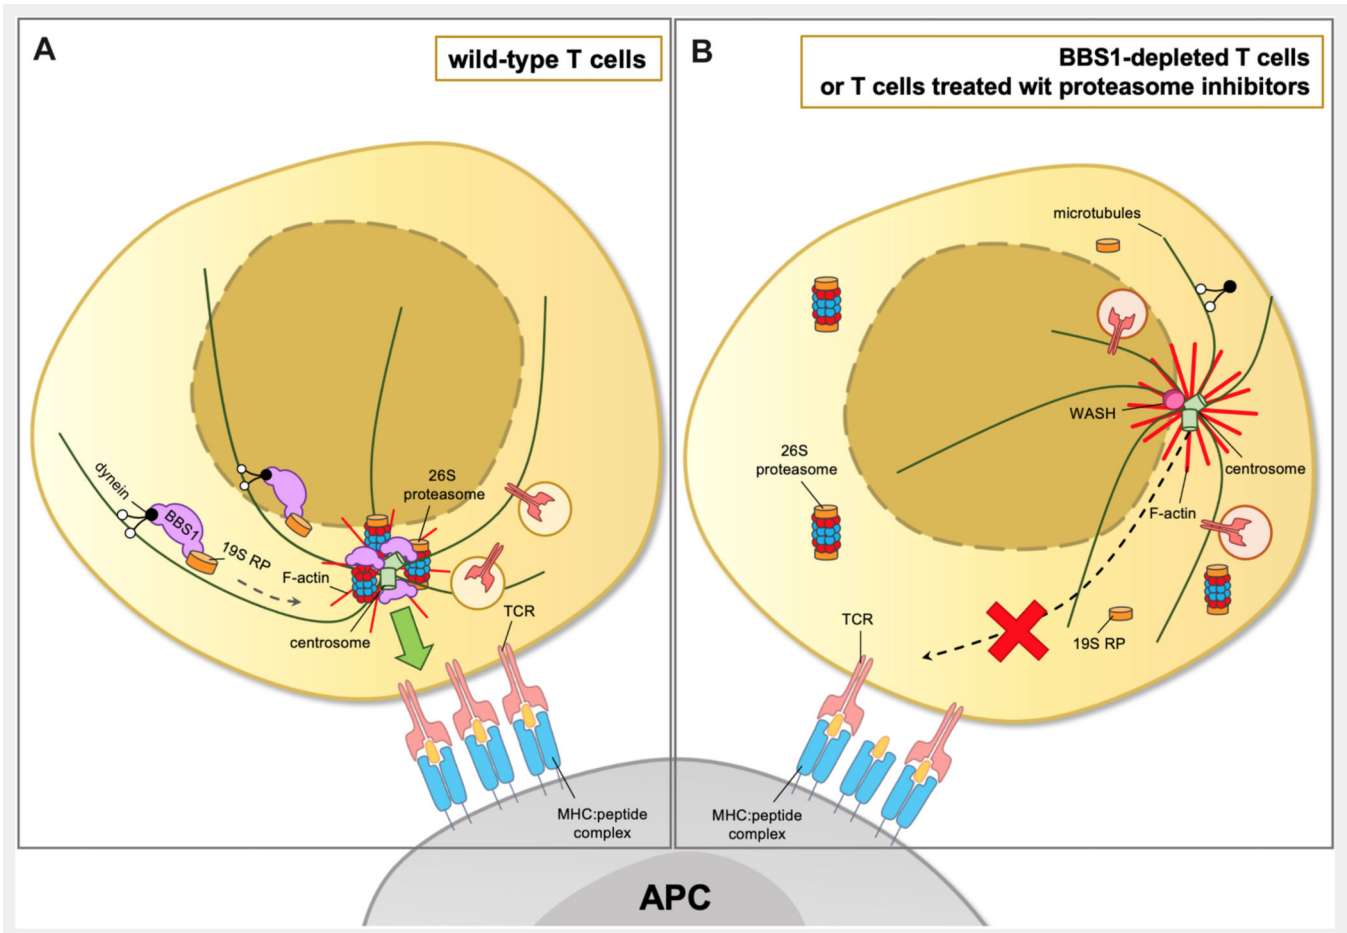 A
wild-type T cells
dynein
BBS1
19S RP
F-actin
centrosome
26S
proteasome
TCR
MHC:peptide
complex
B
BBS1-depleted T cells
or T cells treated wit proteasome inhibitors
microtubules
WASH
26S
proteasome
centrosome
F-actin
TCR
19S RP
MHC:peptide
complex
APC